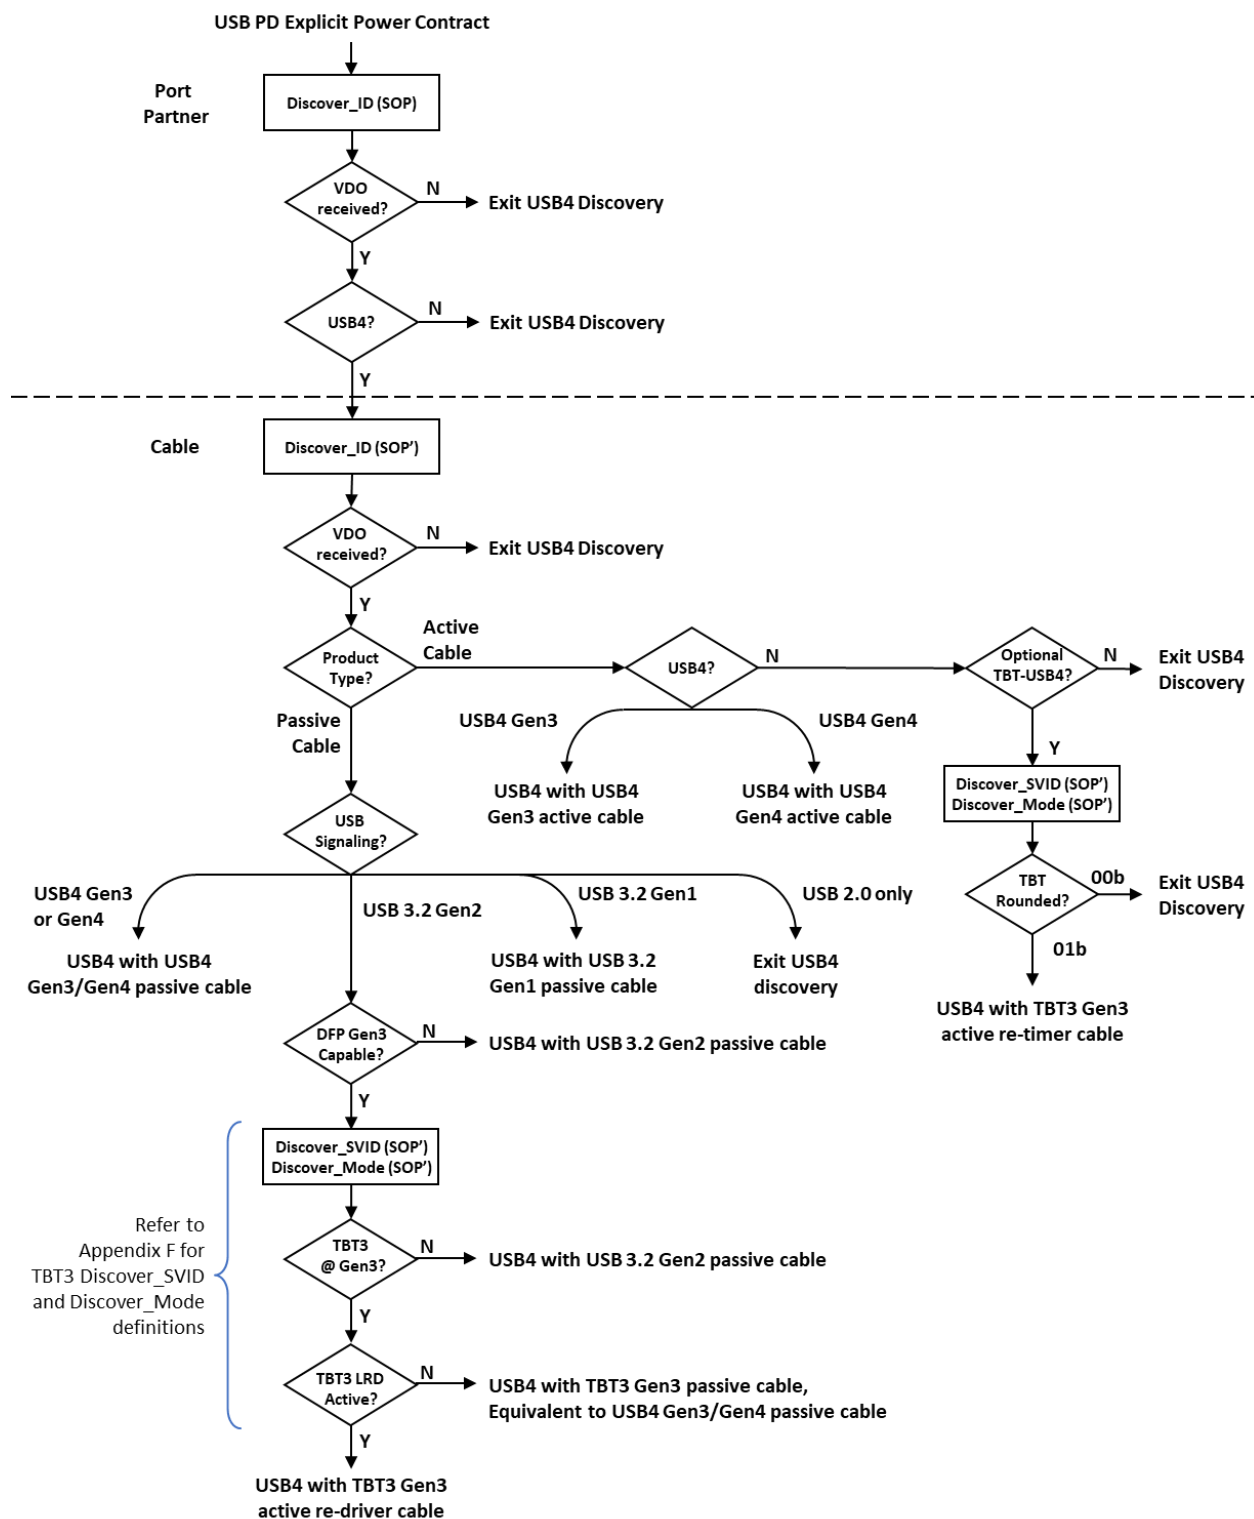 USB PD Explicit Power Contract
Port
Partner
Discover_ID (SOP)
VDO
received?
N
Exit USB4 Discovery
Y
USB4?
N
Exit USB4 Discovery
Y
Cable
Discover_ID (SOP’)
VDO
received?
N
Exit USB4 Discovery
Y
Product
Type?
Active
Cable
USB4?
N
Optional
TBT-USB4?
N
Exit USB4
Discovery
Passive
Cable
USB4 Gen3
USB4 Gen4
Y
USB4 with USB4
Gen3 active cable
USB4 with USB4
Gen4 active cable
Discover_SVID (SOP’)
Discover_Mode (SOP’)
USB
Signaling?
TBT
Rounded?
00b
Exit USB4
Discovery
01b
USB4 with TBT3 Gen3
active re-timer cable
USB4 Gen3
or Gen4
USB 3.2 Gen2
USB 3.2 Gen1
USB 2.0 only
USB4 with USB4
Gen3/Gen4 passive cable
USB4 with USB 3.2
Gen1 passive cable
Exit USB4
discovery
DFP Gen3
Capable?
N
USB4 with USB 3.2 Gen2 passive cable
Y
Discover_SVID (SOP’)
Discover_Mode (SOP’)
Refer to
Appendix F for
TBT3 Discover_SVID
and Discover_Mode
definitions
TBT3
@ Gen3?
N
USB4 with USB 3.2 Gen2 passive cable
Y
TBT3 LRD
Active?
N
USB4 with TBT3 Gen3 passive cable,
Equivalent to USB4 Gen3/Gen4 passive cable
Y
USB4 with TBT3 Gen3
active re-driver cable